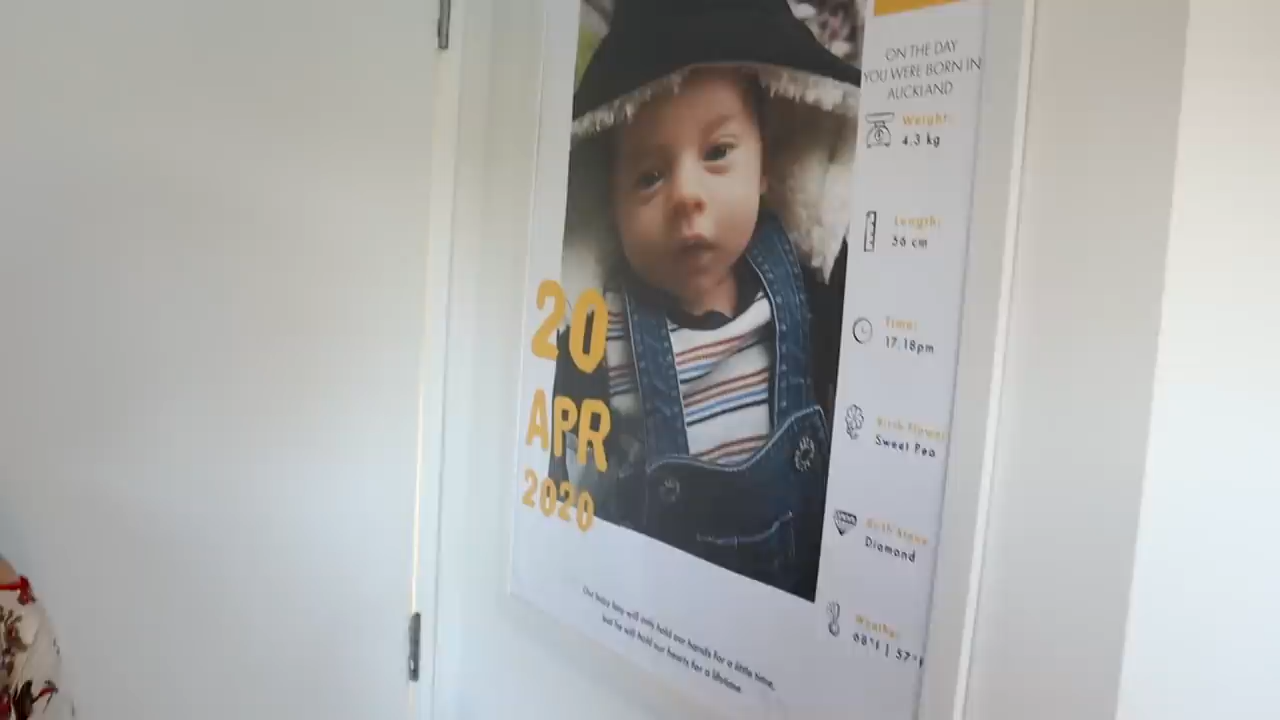 ON THE DAY
YOU WERE BORN IN
AUCKLAND
Weight:
4.3 kg
Length:
56 cm
Time:
17.18pm
Birth Flower
Sweet Pea
Birth Stone
Diamond
Weather:
68°f | 57°f
20
APR
2020
Our baby boy will only hold our hands for a little time,
but he will hold our hearts for a lifetime.